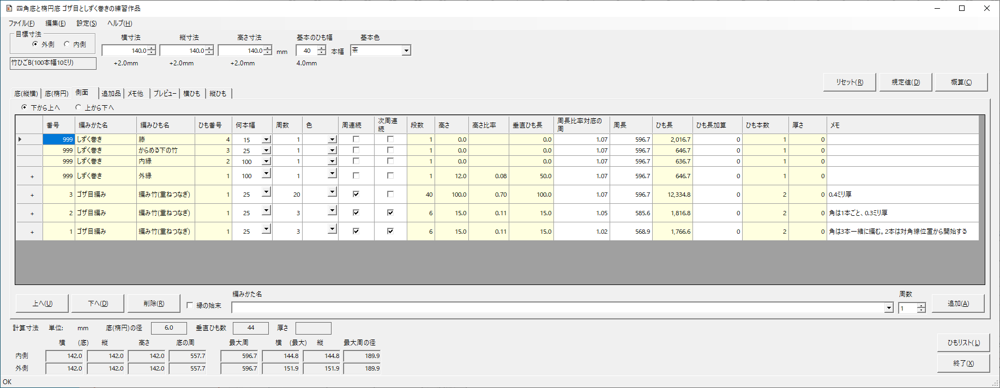 四角底と楕円底 ゴザ目としずく巻きの練習作品
ファイル(F) 編集(E) 設定(S) ヘルプ(H)
目標寸法 横寸法 縦寸法 高さ寸法 基本のひも幅 基本色
外側 内側 140.0 140.0 140.0 mm 40 本幅 茶
竹ひごB(100本幅10ミリ) +2.0mm +2.0mm +2.0mm 4.0mm
リセット(R) 規定値(D) 概算(C)
底(縦横) 底(楕円) 側面 追加品 メモ他 プレビュー 横ひも 縦ひも
下から上へ 上から下へ
番号 編みかた名 編みひも名 ひも番号 何本幅 周数 色 周連続 次周連続 段数 高さ 高さ比率 垂直ひも長 周長比率対底の周 周長 ひも長 ひも長加算 ひも本数 厚さ メモ
999 しずく巻き 籐 4 15 1 1 0.0 0.0 1.07 596.7 2,016.7 0 1 0
999 しずく巻き からめる下の竹 3 25 1 1 0.0 0.0 1.07 596.7 646.7 0 1 0
999 しずく巻き 内縁 2 100 1 1 0.0 0.0 1.07 596.7 636.7 0 1 0
+ 999 しずく巻き 外縁 1 100 1 1 12.0 0.08 50.0 1.07 596.7 646.7 0 1 0
+ 3 ゴザ目編み 編み竹(重ねつなぎ) 1 25 20 40 100.0 0.70 100.0 1.07 596.7 12,334.8 0 2 0 0.4ミリ厚
+ 2 ゴザ目編み 編み竹(重ねつなぎ) 1 25 3 6 15.0 0.11 15.0 1.05 585.6 1,816.8 0 2 0 角は1本ごと、0.3ミリ厚
+ 1 ゴザ目編み 編み竹(重ねつなぎ) 1 25 3 6 15.0 0.11 15.0 1.02 568.9 1,766.6 0 2 0 角は3本一緒に編む。2本は対角線位置から開始する
編みかた名 周数
上へ(U) 下へ(D) 削除(R) 縁の始末 1 追加(A)
計算寸法 単位: mm 底(楕円)の径 6.0 垂直ひも数 44 厚さ
横 (底) 縦 高さ 底の周 最大周 横 (最大) 縦 最大周の径 ひもリスト(L)
内側 142.0 142.0 142.0 557.7 596.7 144.8 144.8 189.9
外側 142.0 142.0 142.0 557.7 596.7 151.9 151.9 189.9 終了(X)
OK